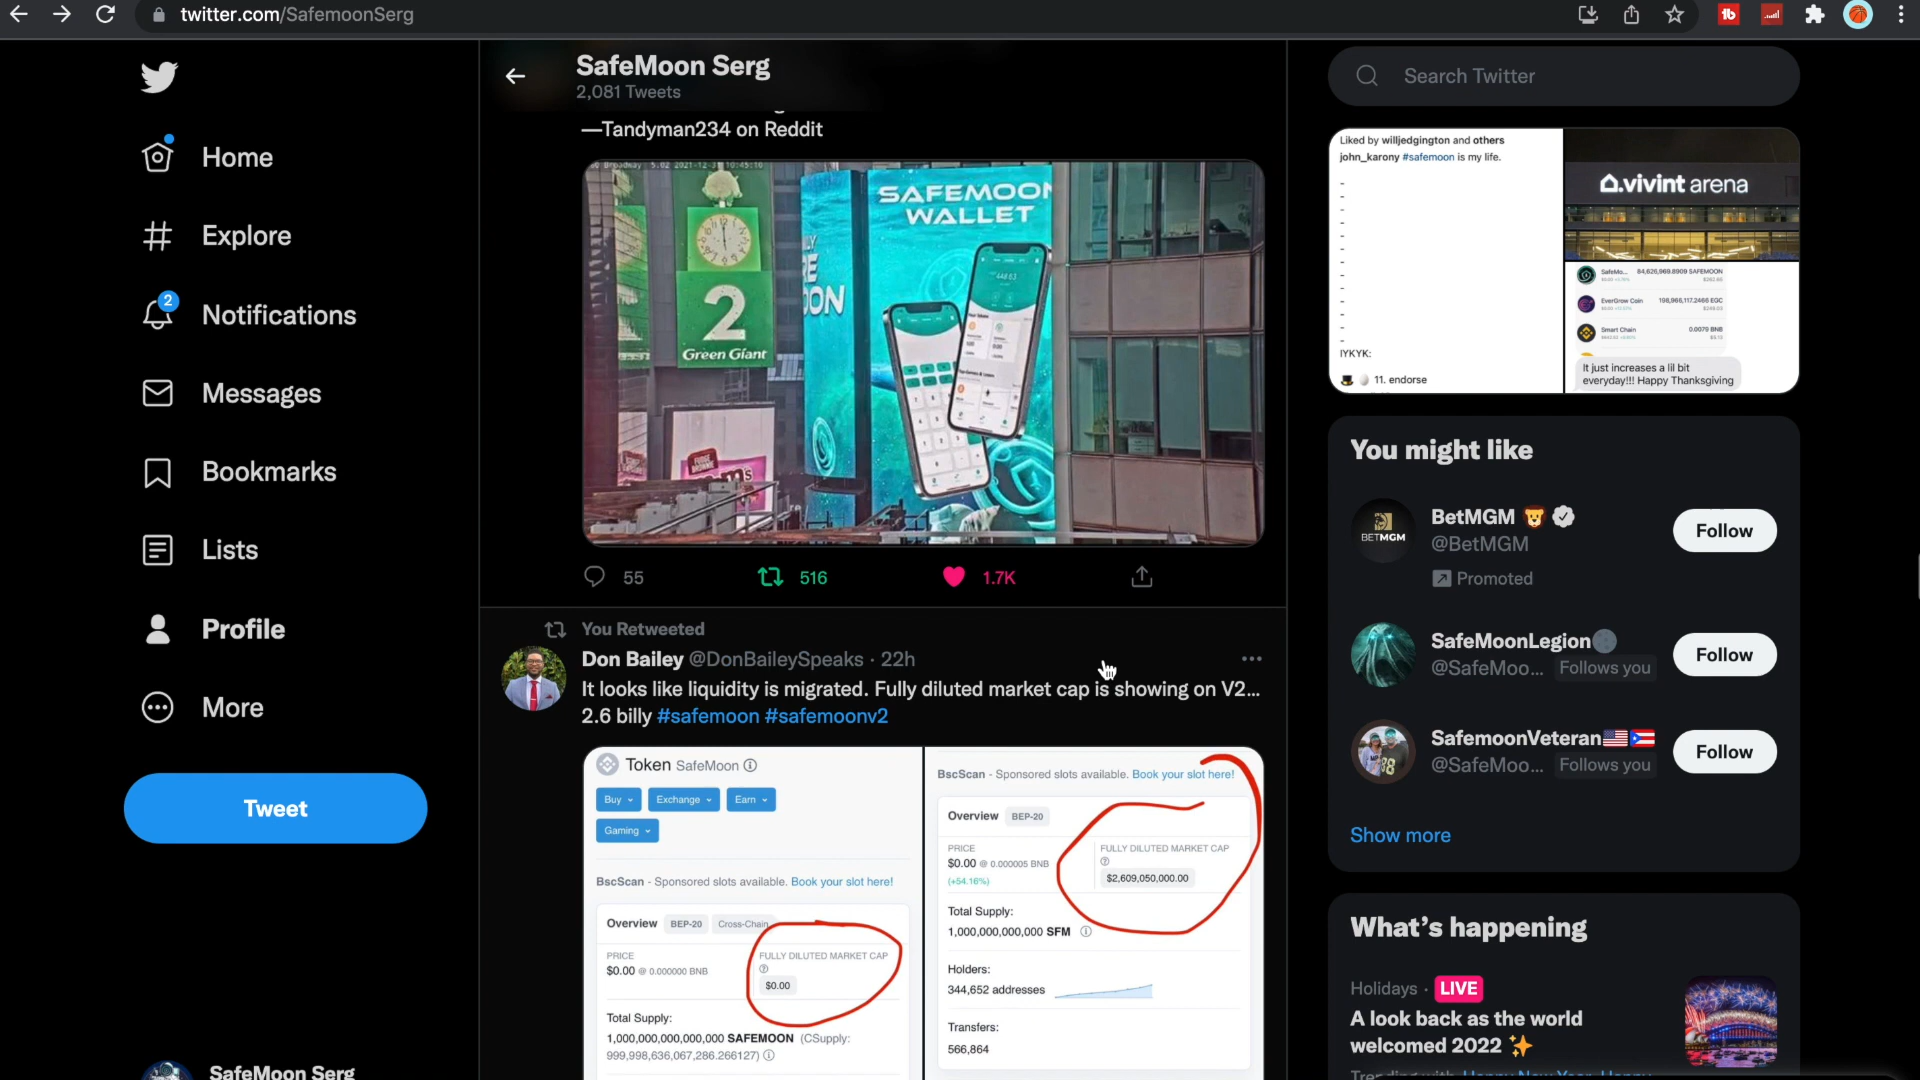 twitter.com/SafemoonSerg
Home
Explore
2
Notifications
Messages
Bookmarks
Lists
Profile
More
Tweet
SafeMoon Serg
SafeMoon Serg
2,081 Tweets
—Tandyman234 on Reddit
SAFEMOON
WALLET
2
Green Giant
55
516
1.7K
You Retweeted
Don Bailey @DonBaileySpeaks · 22h
It looks like liquidity is migrated. Fully diluted market cap is showing on V2...
2.6 billy #safemoon #safemoonv2
Token SafeMoon
Buy Exchange Earn
Gaming
BscScan - Sponsored slots available. Book your slot here!
Overview BEP-20 Cross-Chain
PRICE
$0.00 @ 0.000000 BNB
FULLY DILUTED MARKET CAP
$0.00
Total Supply:
1,000,000,000,000,000 SAFEMOON (CSupply:
999,998,636,067,286.266127)
BscScan - Sponsored slots available. Book your slot here!
Overview BEP-20
PRICE
$0.00 @ 0.000005 BNB
(+54.16%)
FULLY DILUTED MARKET CAP
$2,609,050,000.00
Total Supply:
1,000,000,000,000 SFM
Holders:
344,652 addresses
Transfers:
566,864
Search Twitter
Liked by willjedgington and others
john_karony #safemoon is my life.
IYKYK:
11. endorse
vivint arena
SafeMo... 84,626,969.8909 SAFEMOON
EverGrow Coin 198,966,117.2466 EGC
Smart Chain 0.0079 BNB
It just increases a lil bit
everyday!!! Happy Thanksgiving
You might like
BETMGM
BetMGM
@BetMGM
Promoted
Follow
SafeMoonLegion
@SafeMoo... Follows you
Follow
SafemoonVeteran
@SafeMoo... Follows you
Follow
Show more
What's happening
Holidays · LIVE
A look back as the world
welcomed 2022